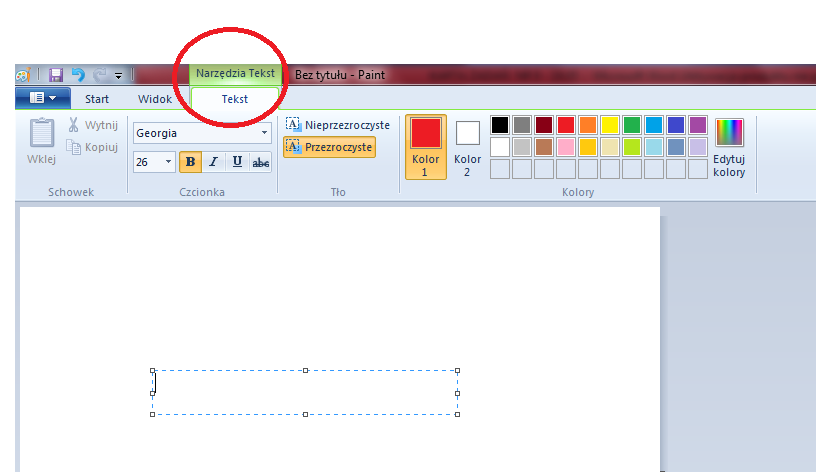 Narzędzia Tekst
Bez tytułu - Paint
Start Widok Tekst
Wklej
Wytnij
Kopiuj
Schowek
Georgia
26 B I U abc
Czcionka
A Nieprzezroczyste
A Przezroczyste
Tło
Kolor 1
Kolor 2
Edytuj kolory
Kolory